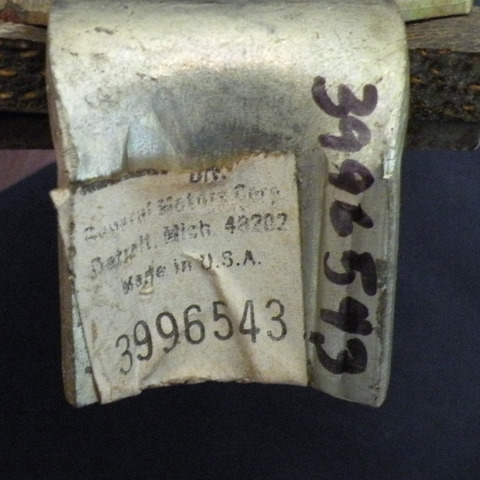 Div.
General Motors Corp.
Detroit, Mich. 48202
Made in U.S.A.
3996543
3996543